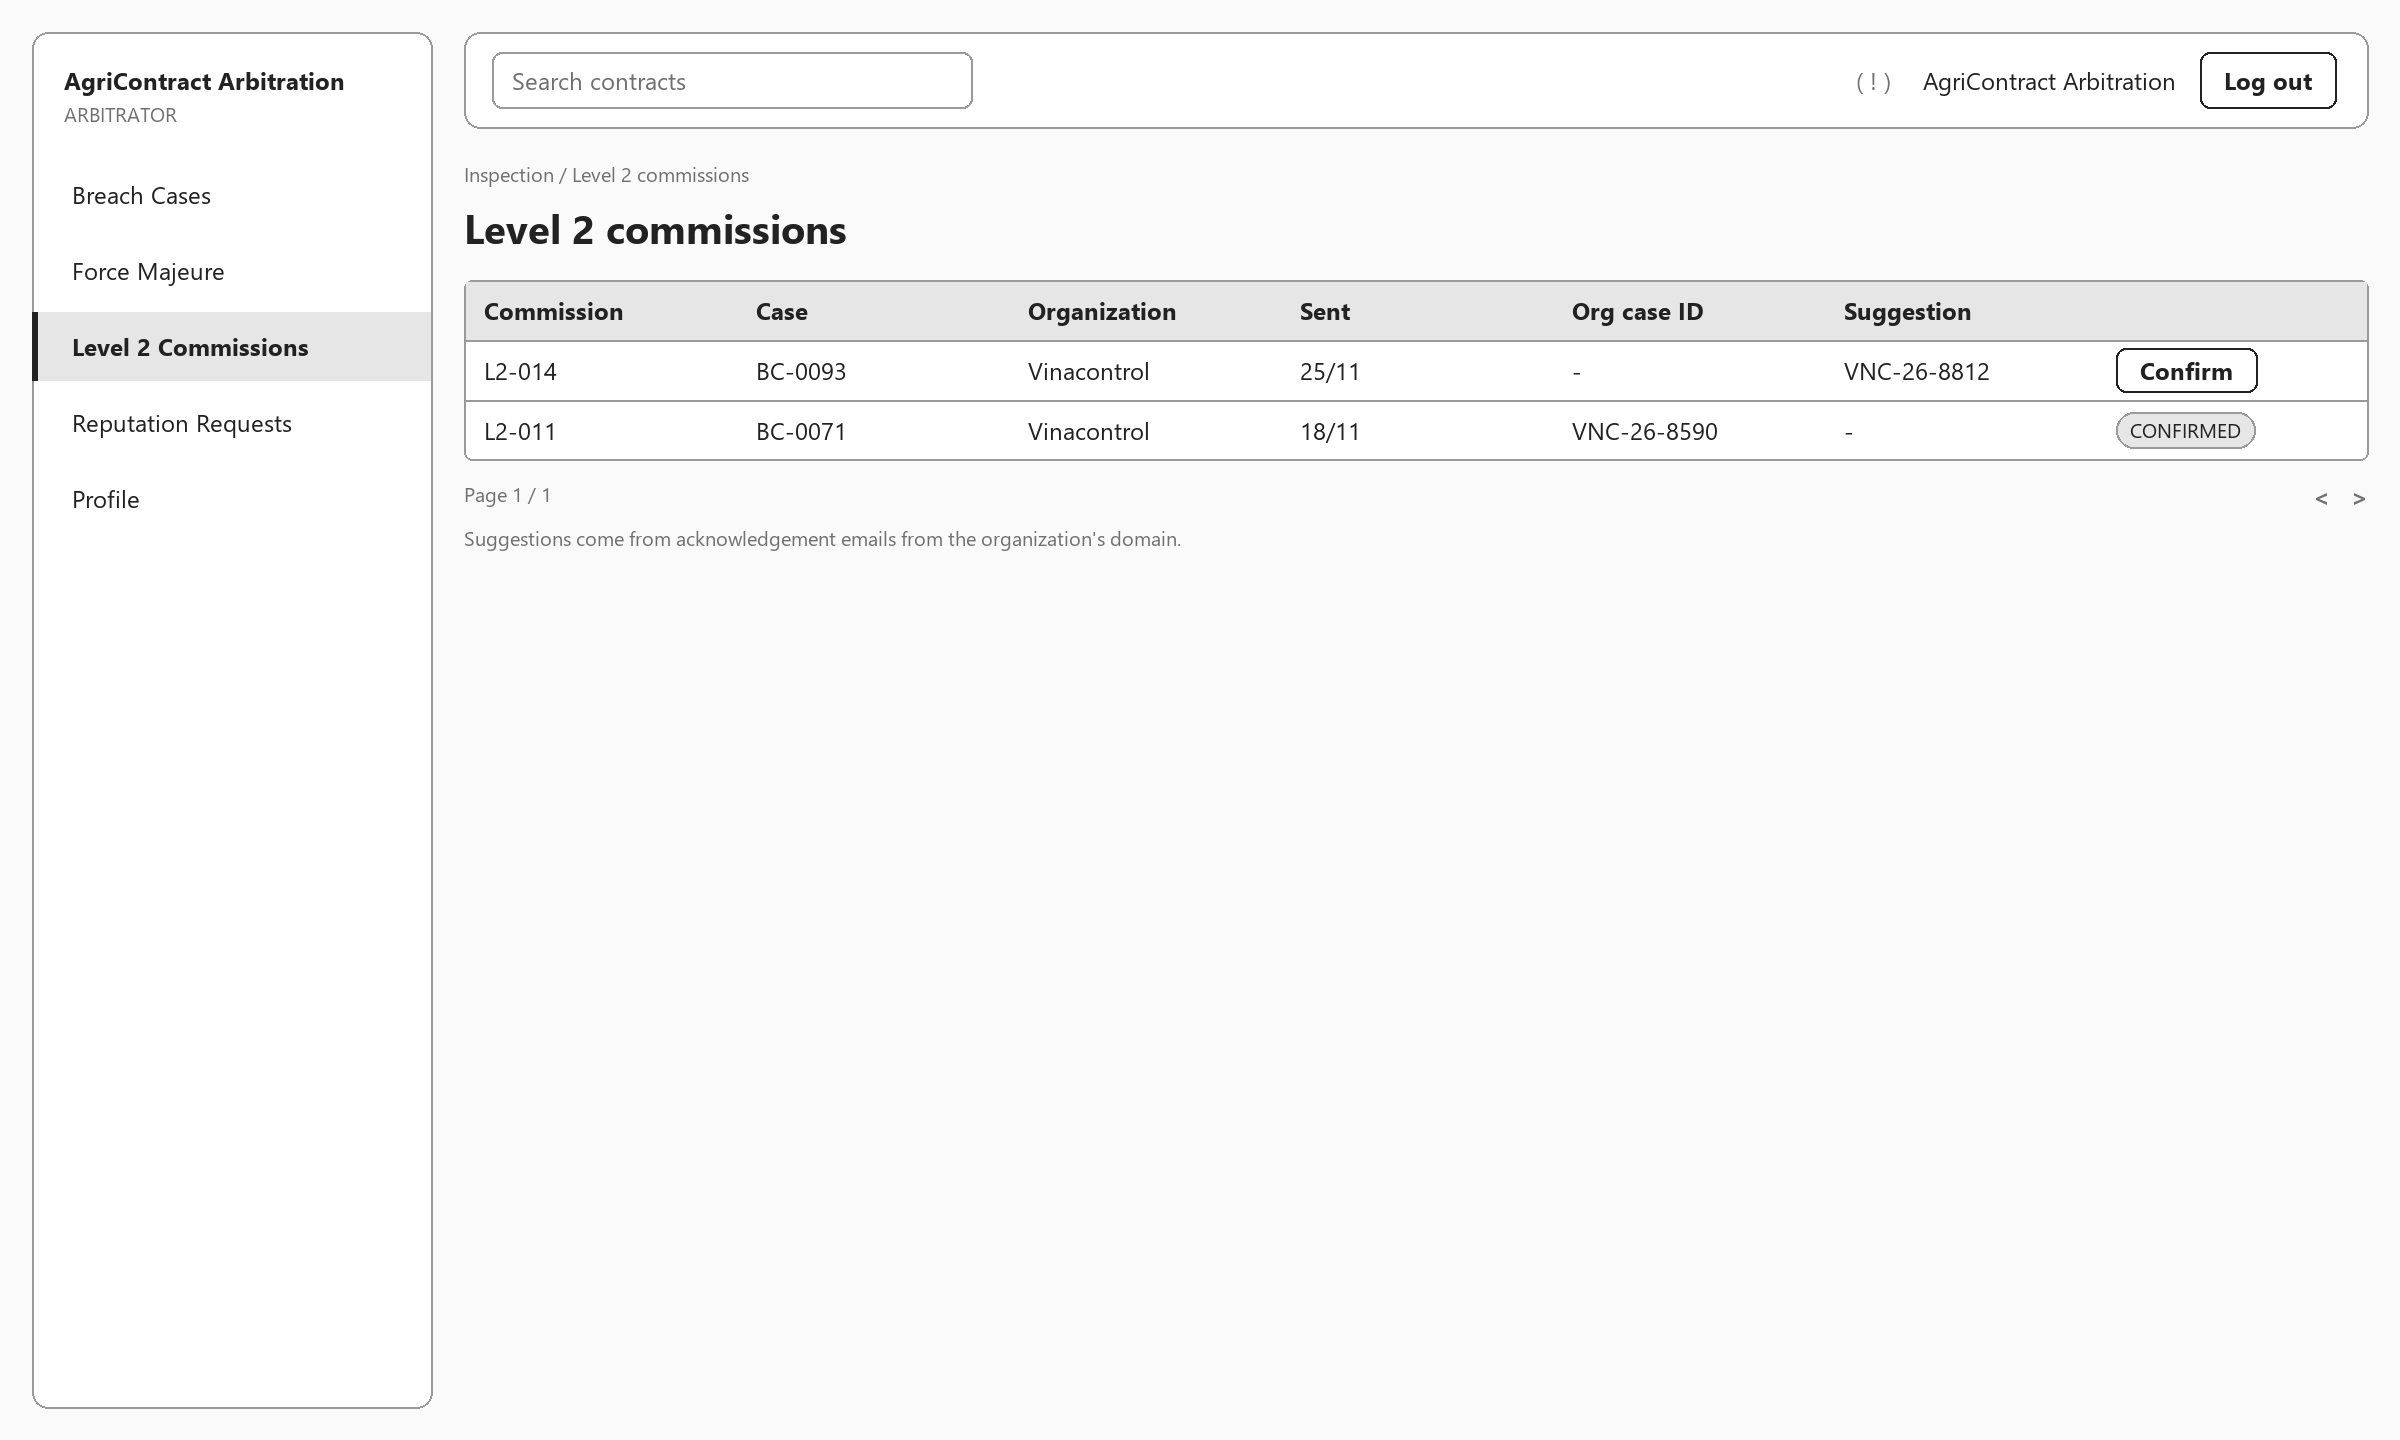 AgriContract Arbitration
ARBITRATOR
Breach Cases
Force Majeure
Level 2 Commissions
Reputation Requests
Profile
Search contracts
( ! ) AgriContract Arbitration Log out
Inspection / Level 2 commissions
Level 2 commissions
Commission Case Organization Sent Org case ID Suggestion
L2-014 BC-0093 Vinacontrol 25/11 - VNC-26-8812 Confirm
L2-011 BC-0071 Vinacontrol 18/11 VNC-26-8590 - CONFIRMED
Page 1 / 1 < >
Suggestions come from acknowledgement emails from the organization's domain.